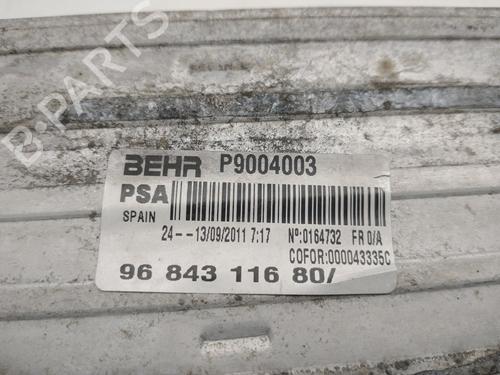 BEHR P9004003
PSA
SPAIN
24--13/09/2011 7:17 Nº:0164732 FR 0/A
COFOR:000043335C
96 843 116 80/
B-PARTS